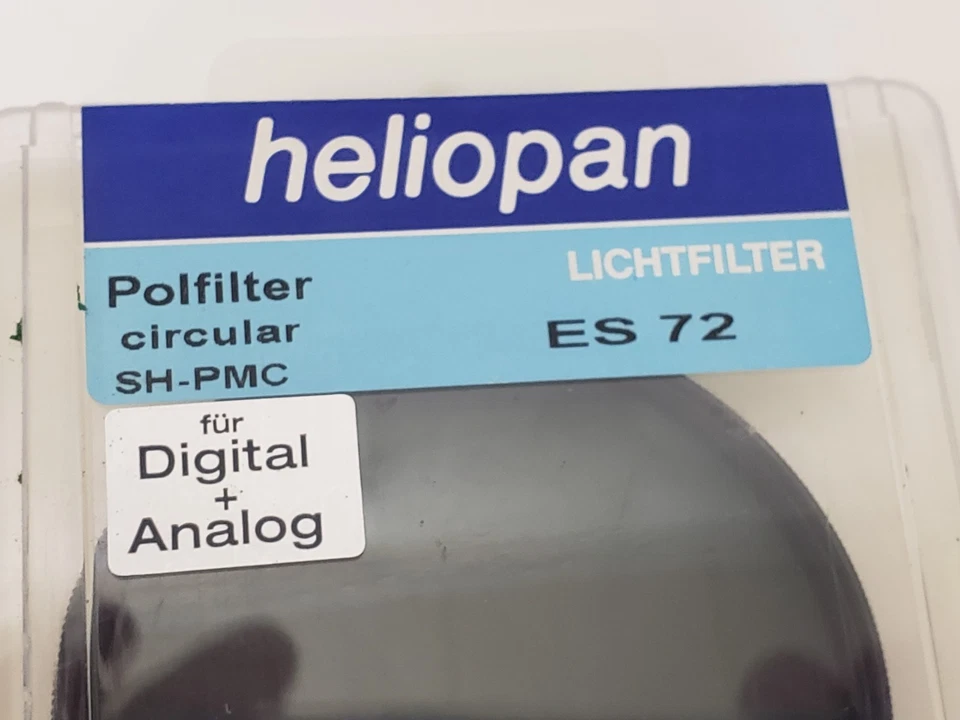 heliopan
LICHTFILTER
Polfilter
circular
ES 72
SH-PMC
für
Digital
+
Analog